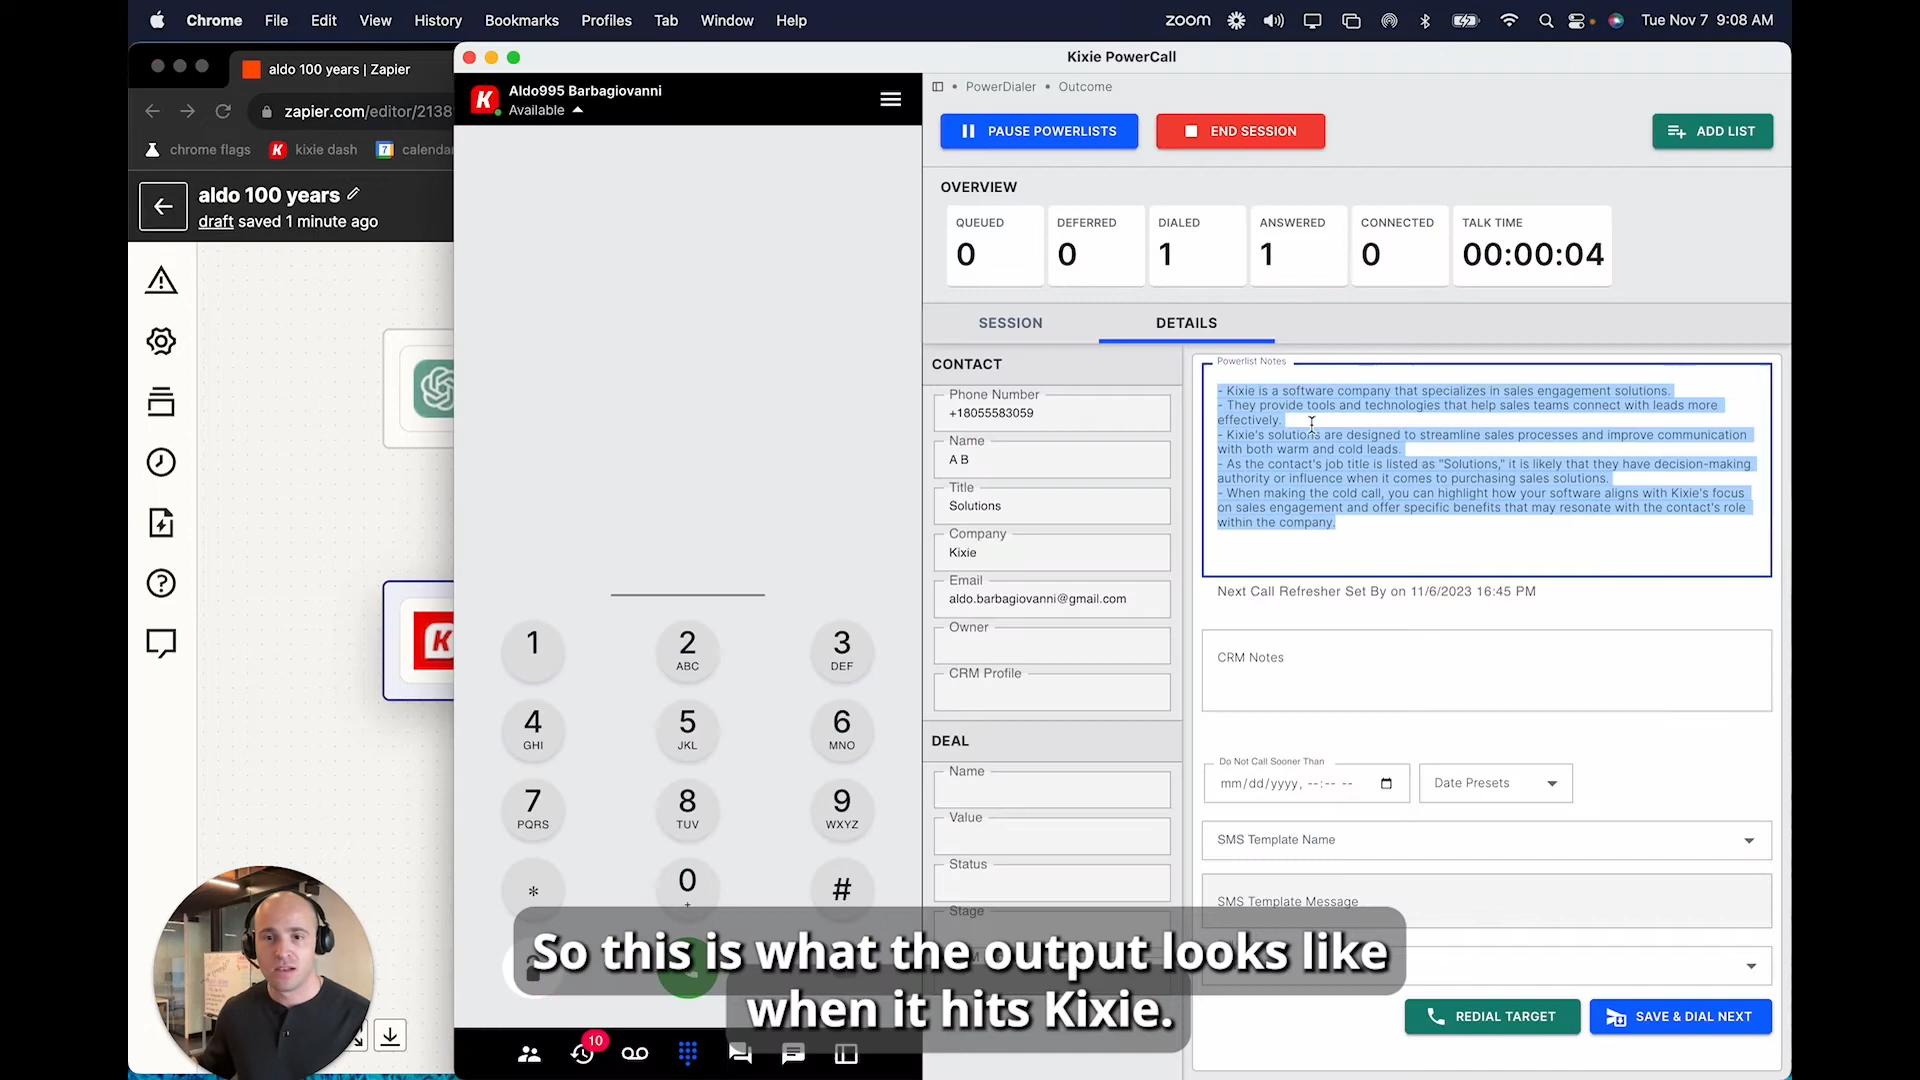 Chrome File Edit View History Bookmarks Profiles Tab Window Help
zoom Tue Nov 7 9:08 AM
aldo 100 years | Zapier
zapier.com/editor/2138
chrome flags kixie dash 7 calendar
aldo 100 years
draft saved 1 minute ago
Kixie PowerCall
K
Aldo995 Barbagiovanni
Available
PowerDialer • Outcome
PAUSE POWERLISTS
END SESSION
ADD LIST
OVERVIEW
QUEUED
0
DEFERRED
0
DIALED
1
ANSWERED
1
CONNECTED
0
TALK TIME
00:00:04
SESSION
DETAILS
CONTACT
Phone Number
+18055583059
Name
A B
Title
Solutions
Company
Kixie
Email
aldo.barbagiovanni@gmail.com
Owner
CRM Profile
DEAL
Name
Value
Status
Stage
Powerlist Notes
- Kixie is a software company that specializes in sales engagement solutions.
- They provide tools and technologies that help sales teams connect with leads more
effectively.
- Kixie's solutions are designed to streamline sales processes and improve communication
with both warm and cold leads.
- As the contact's job title is listed as "Solutions," it is likely that they have decision-making
authority or influence when it comes to purchasing sales solutions.
- When making the cold call, you can highlight how your software aligns with Kixie's focus
on sales engagement and offer specific benefits that may resonate with the contact's role
within the company.
Next Call Refresher Set By on 11/6/2023 16:45 PM
CRM Notes
Do Not Call Sooner Than
mm/dd/yyyy, --:-- --
Date Presets
SMS Template Name
SMS Template Message
REDIAL TARGET
SAVE & DIAL NEXT
1
2
ABC
3
DEF
4
GHI
5
JKL
6
MNO
7
PQRS
8
TUV
9
WXYZ
*
0
+
#
10
K
So this is what the output looks like
when it hits Kixie.